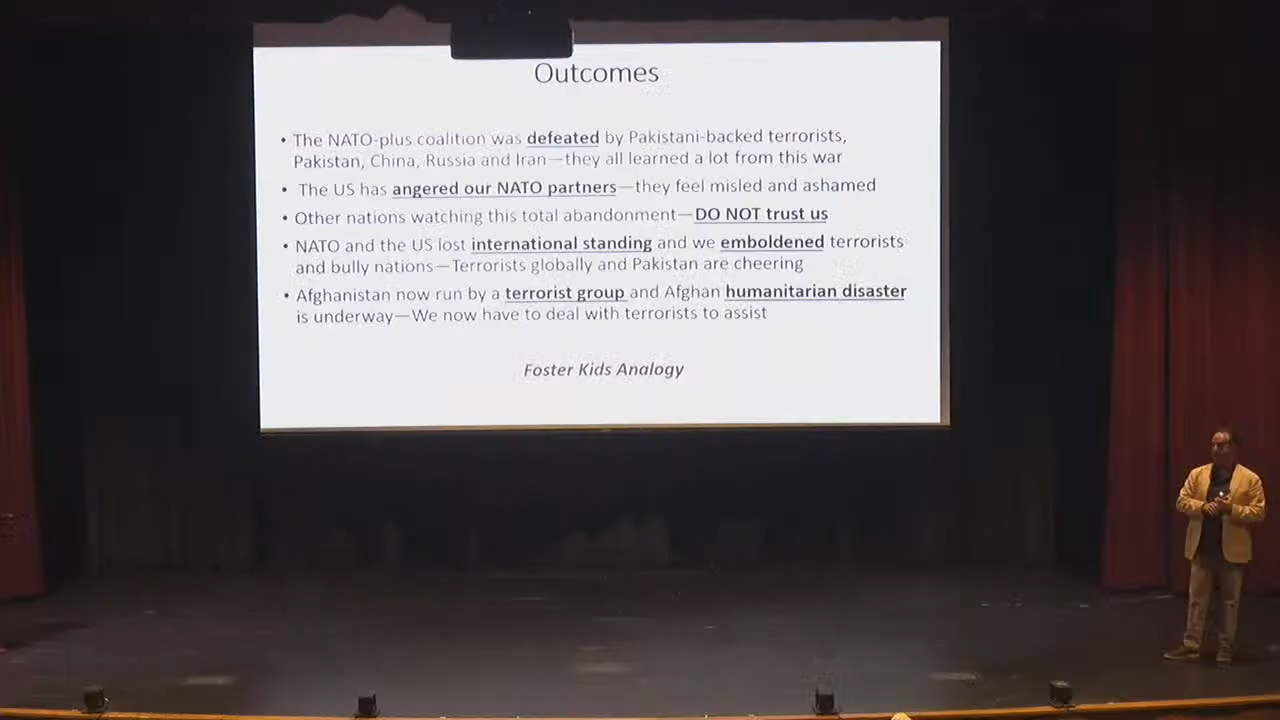 Outcomes
• The NATO-plus coalition was defeated by Pakistani-backed terrorists,
Pakistan, China, Russia and Iran—they all learned a lot from this war
• The US has angered our NATO partners—they feel misled and ashamed
• Other nations watching this total abandonment—DO NOT trust us
• NATO and the US lost international standing and we emboldened terrorists
and bully nations—Terrorists globally and Pakistan are cheering
• Afghanistan now run by a terrorist group and Afghan humanitarian disaster
is underway—We now have to deal with terrorists to assist
Foster Kids Analogy